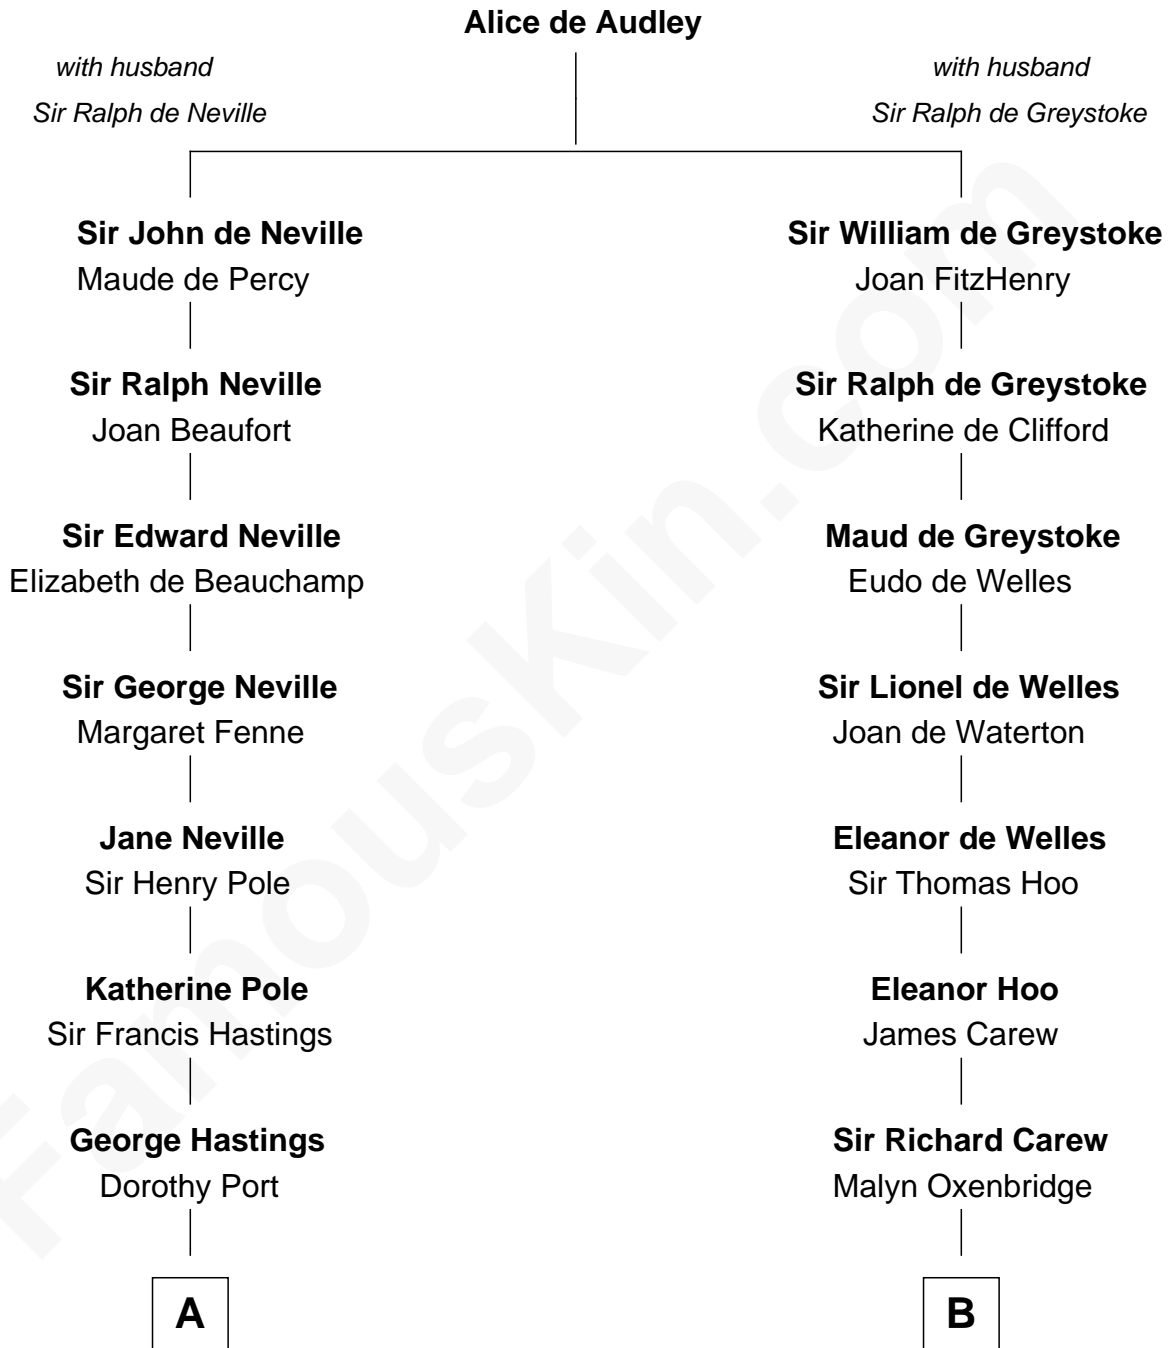 Alice de Audley
with husband
Sir Ralph de Neville
with husband
Sir Ralph de Greystoke
Sir John de Neville
Maude de Percy
Sir William de Greystoke
Joan FitzHenry
Sir Ralph Neville
Joan Beaufort
Sir Ralph de Greystoke
Katherine de Clifford
Sir Edward Neville
Elizabeth de Beauchamp
Maud de Greystoke
Eudo de Welles
Sir George Neville
Margaret Fenne
Sir Lionel de Welles
Joan de Waterton
Jane Neville
Sir Henry Pole
Eleanor de Welles
Sir Thomas Hoo
Katherine Pole
Sir Francis Hastings
Eleanor Hoo
James Carew
George Hastings
Dorothy Port
Sir Richard Carew
Malyn Oxenbridge
A
B
FamousKin.com